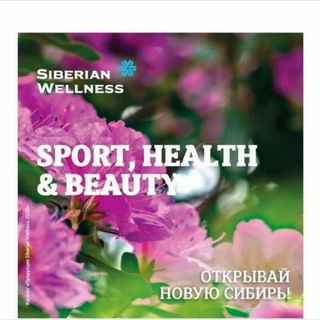 SIBERIAN
WELLNESS
SPORT, HEALTH
& BEAUTY
ОТКРЫВАЙ
НОВУЮ СИБИРЬ!